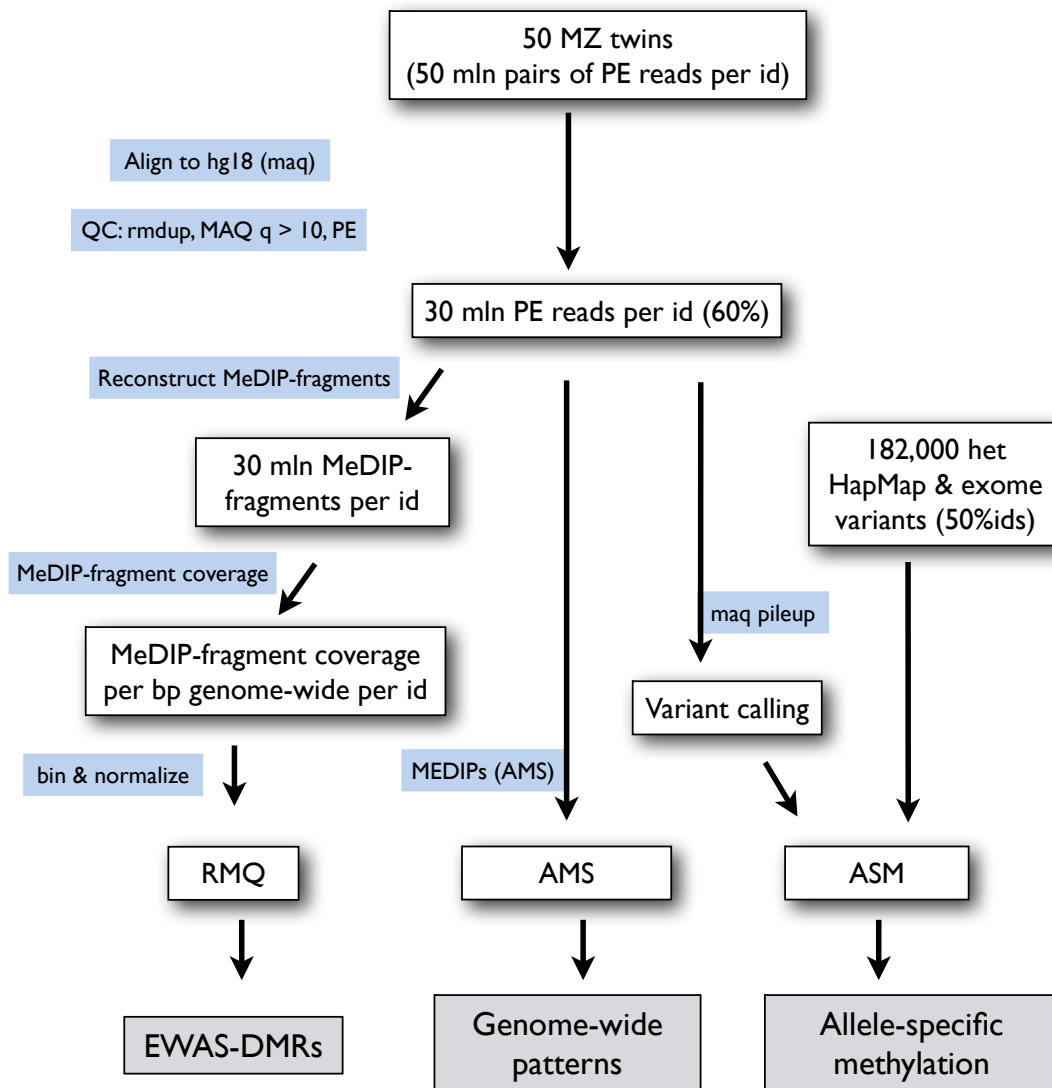 50 MZ twins
(50 mln pairs of PE reads per id)
Align to hg18 (maq)
QC: rmdup, MAQ q > 10, PE
30 mln PE reads per id (60%)
Reconstruct MeDIP-fragments
30 mln MeDIP-
fragments per id
182,000 het
HapMap & exome
variants (50%ids)
MeDIP-fragment coverage
maq pileup
MeDIP-fragment coverage
per bp genome-wide per id
Variant calling
bin & normalize
MEDIPs (AMS)
RMQ
AMS
ASM
EWAS-DMRs
Genome-wide
patterns
Allele-specific
methylation